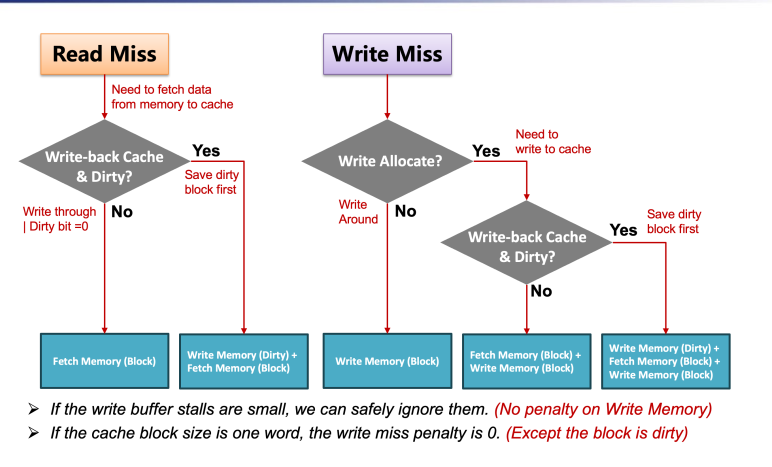 Read Miss
Need to fetch data
from memory to cache
Write-back Cache
& Dirty?
Yes
Save dirty
block first
Write through
| Dirty bit =0
No
Fetch Memory (Block)
Write Memory (Dirty) +
Fetch Memory (Block)
Write Miss
Write Allocate?
Yes
Need to
write to cache
Write
Around
No
Write-back Cache
& Dirty?
Yes
Save dirty
block first
No
Write Memory (Block)
Fetch Memory (Block) +
Write Memory (Block)
Write Memory (Dirty) +
Fetch Memory (Block) +
Write Memory (Block)
➢ If the write buffer stalls are small, we can safely ignore them. (No penalty on Write Memory)
➢ If the cache block size is one word, the write miss penalty is 0. (Except the block is dirty)